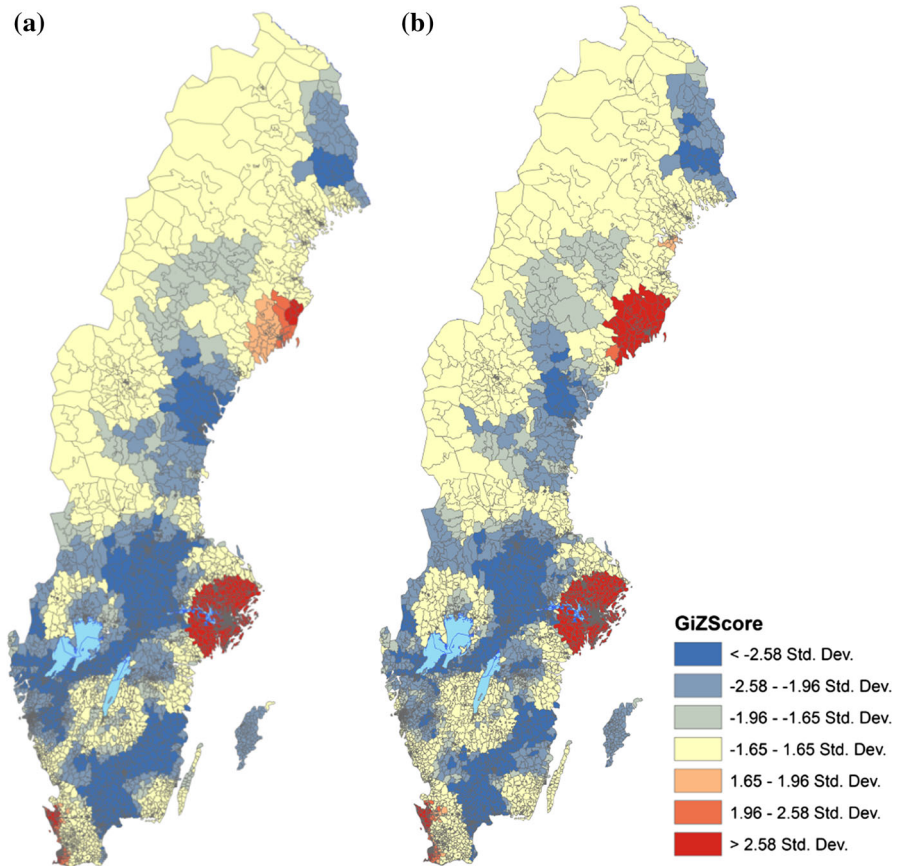 (a)
(b)
GiZScore
< -2.58 Std. Dev.
-2.58 - -1.96 Std. Dev.
-1.96 - -1.65 Std. Dev.
-1.65 - 1.65 Std. Dev.
1.65 - 1.96 Std. Dev.
1.96 - 2.58 Std. Dev.
> 2.58 Std. Dev.